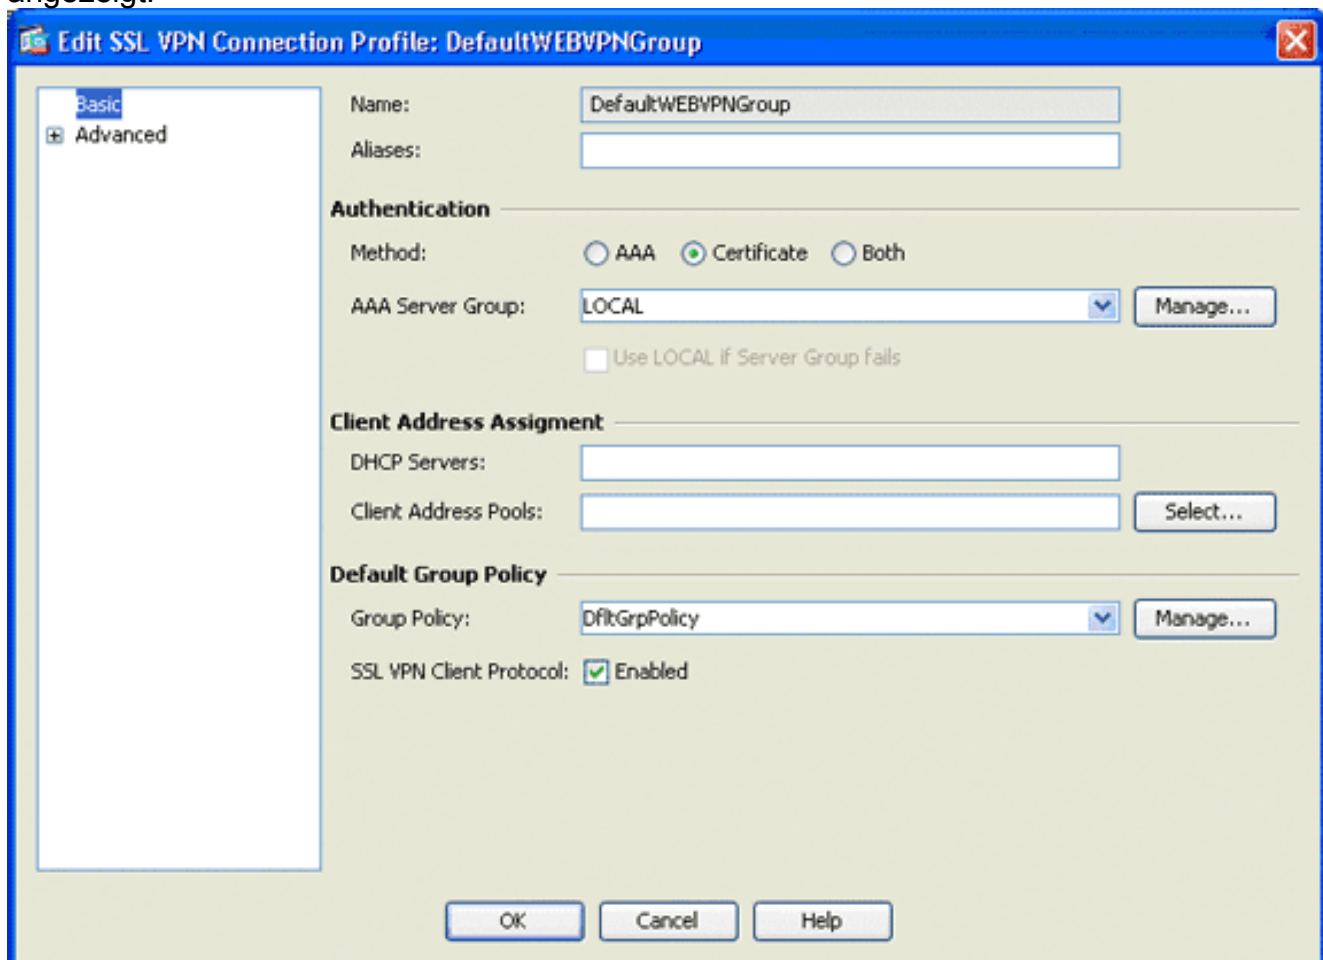 angezeigt.
Edit SSL VPN Connection Profile: DefaultWEBVPNGroup
Basic
Advanced
Name: DefaultWEBVPNGroup
Aliases:
Authentication
Method: AAA Certificate Both
AAA Server Group: LOCAL Manage...
Use LOCAL if Server Group fails
Client Address Assigment
DHCP Servers:
Client Address Pools: Select...
Default Group Policy
Group Policy: DfltGrpPolicy Manage...
SSL VPN Client Protocol: Enabled
OK Cancel Help